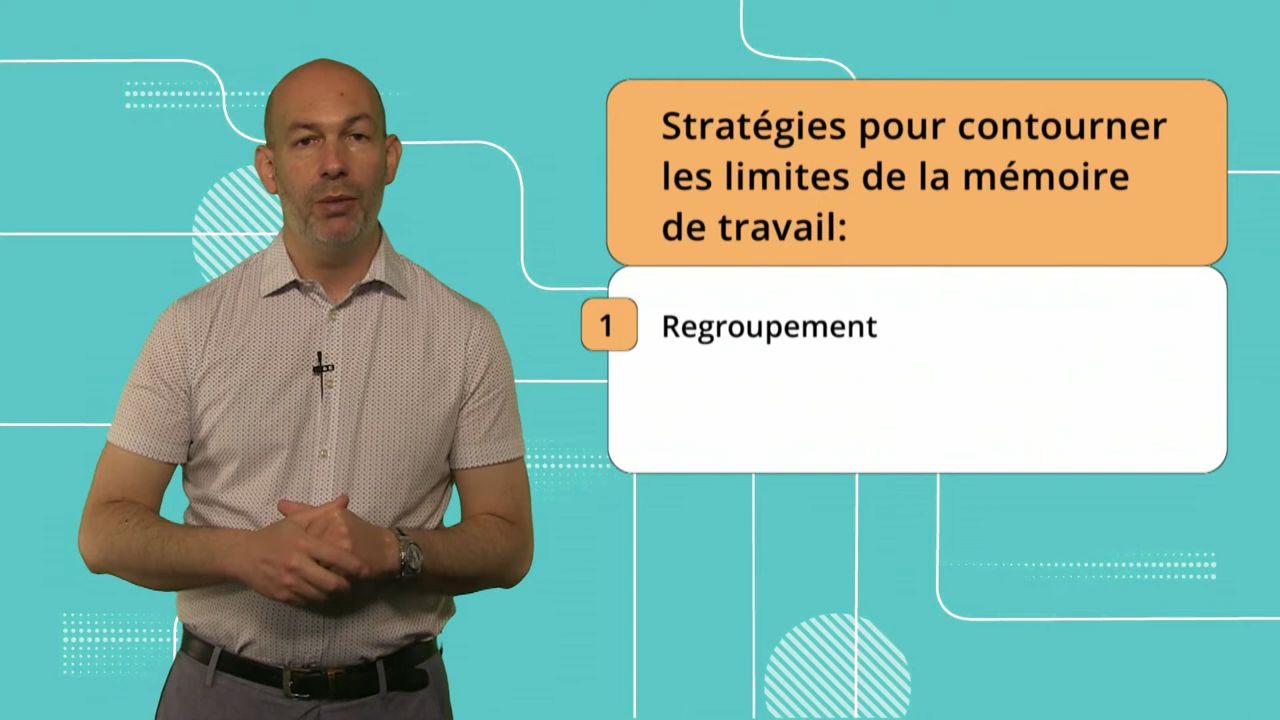 Stratégies pour contourner
les limites de la mémoire
de travail:
1 Regroupement